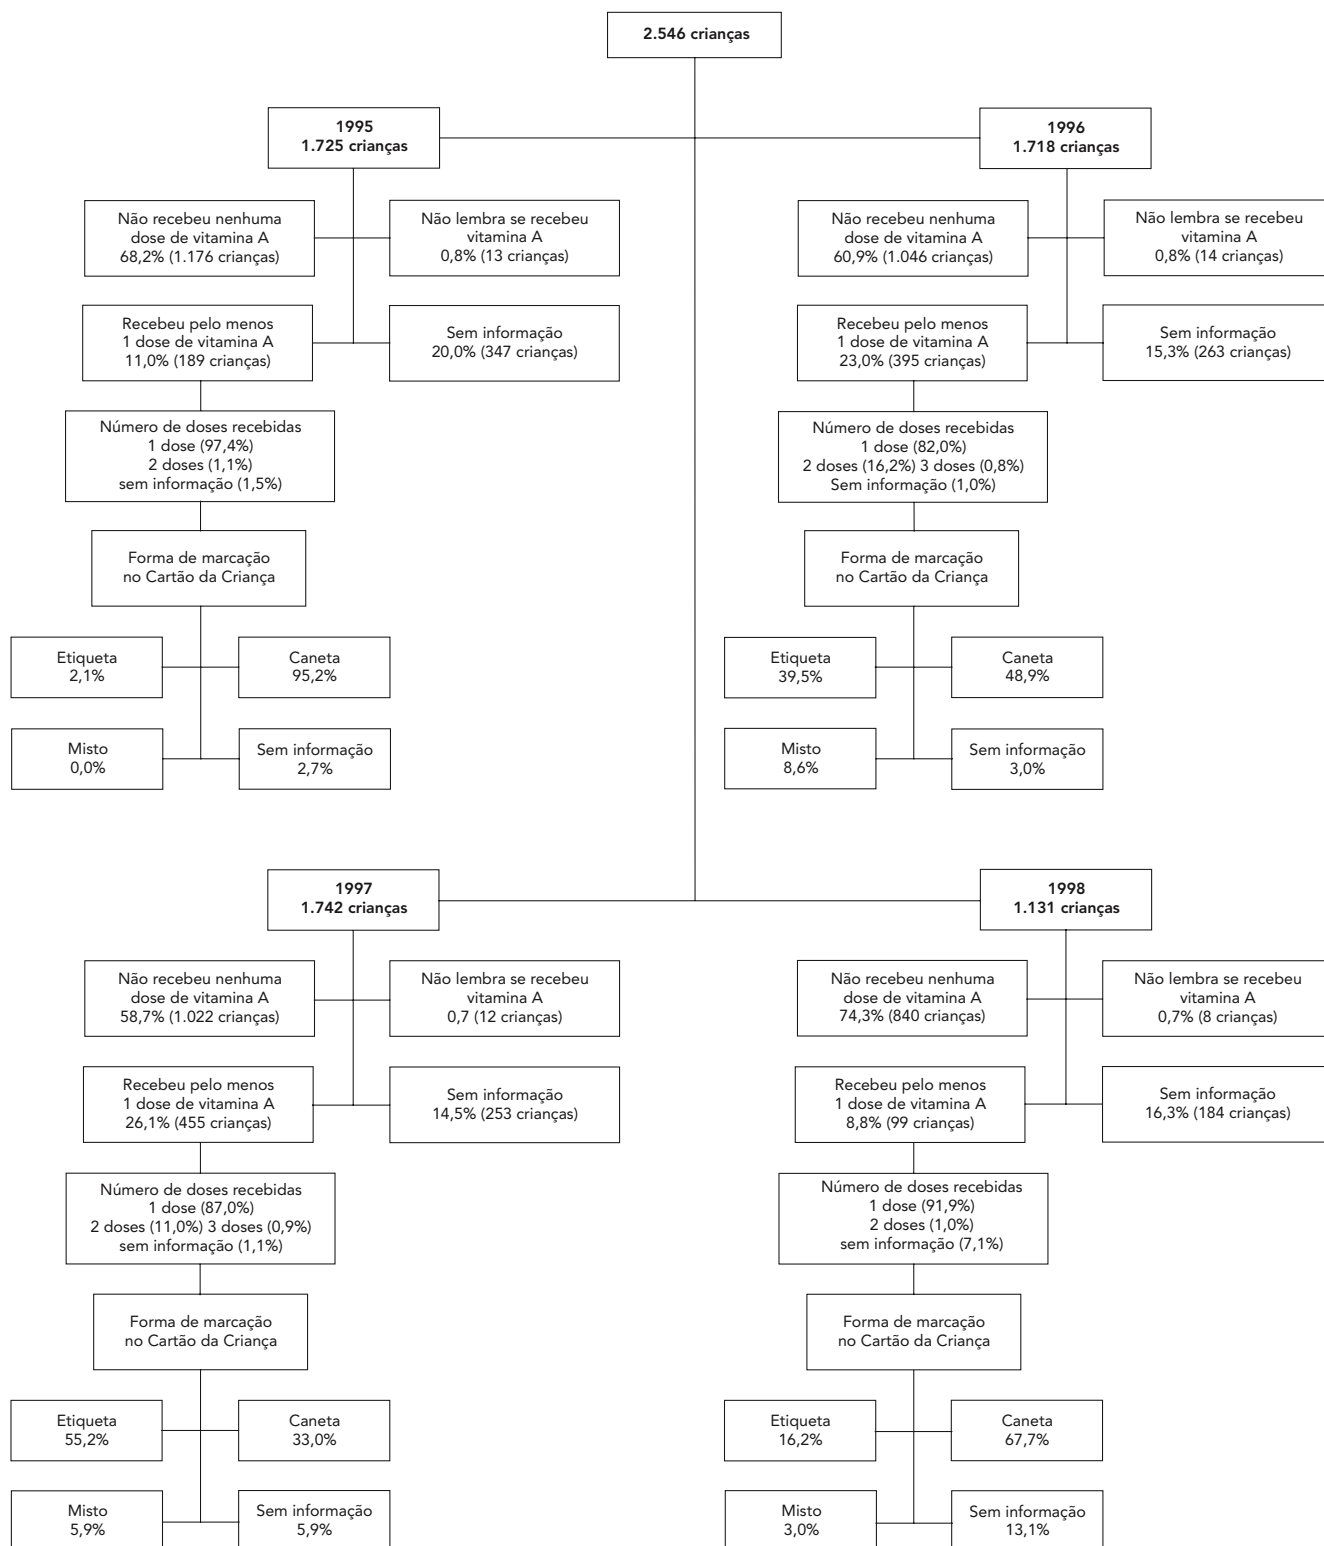 2.546 crianças
1995
1.725 crianças
Não recebeu nenhuma
dose de vitamina A
68,2% (1.176 crianças)
Não lembra se recebeu
vitamina A
0,8% (13 crianças)
Recebeu pelo menos
1 dose de vitamina A
11,0% (189 crianças)
Sem informação
20,0% (347 crianças)
Número de doses recebidas
1 dose (97,4%)
2 doses (1,1%)
sem informação (1,5%)
Forma de marcação
no Cartão da Criança
Etiqueta
2,1%
Caneta
95,2%
Misto
0,0%
Sem informação
2,7%
1996
1.718 crianças
Não recebeu nenhuma
dose de vitamina A
60,9% (1.046 crianças)
Não lembra se recebeu
vitamina A
0,8% (14 crianças)
Recebeu pelo menos
1 dose de vitamina A
23,0% (395 crianças)
Sem informação
15,3% (263 crianças)
Número de doses recebidas
1 dose (82,0%)
2 doses (16,2%) 3 doses (0,8%)
Sem informação (1,0%)
Forma de marcação
no Cartão da Criança
Etiqueta
39,5%
Caneta
48,9%
Misto
8,6%
Sem informação
3,0%
1997
1.742 crianças
Não recebeu nenhuma
dose de vitamina A
58,7% (1.022 crianças)
Não lembra se recebeu
vitamina A
0,7 (12 crianças)
Recebeu pelo menos
1 dose de vitamina A
26,1% (455 crianças)
Sem informação
14,5% (253 crianças)
Número de doses recebidas
1 dose (87,0%)
2 doses (11,0%) 3 doses (0,9%)
sem informação (1,1%)
Forma de marcação
no Cartão da Criança
Etiqueta
55,2%
Caneta
33,0%
Misto
5,9%
Sem informação
5,9%
1998
1.131 crianças
Não recebeu nenhuma
dose de vitamina A
74,3% (840 crianças)
Não lembra se recebeu
vitamina A
0,7% (8 crianças)
Recebeu pelo menos
1 dose de vitamina A
8,8% (99 crianças)
Sem informação
16,3% (184 crianças)
Número de doses recebidas
1 dose (91,9%)
2 doses (1,0%)
sem informação (7,1%)
Forma de marcação
no Cartão da Criança
Etiqueta
16,2%
Caneta
67,7%
Misto
3,0%
Sem informação
13,1%